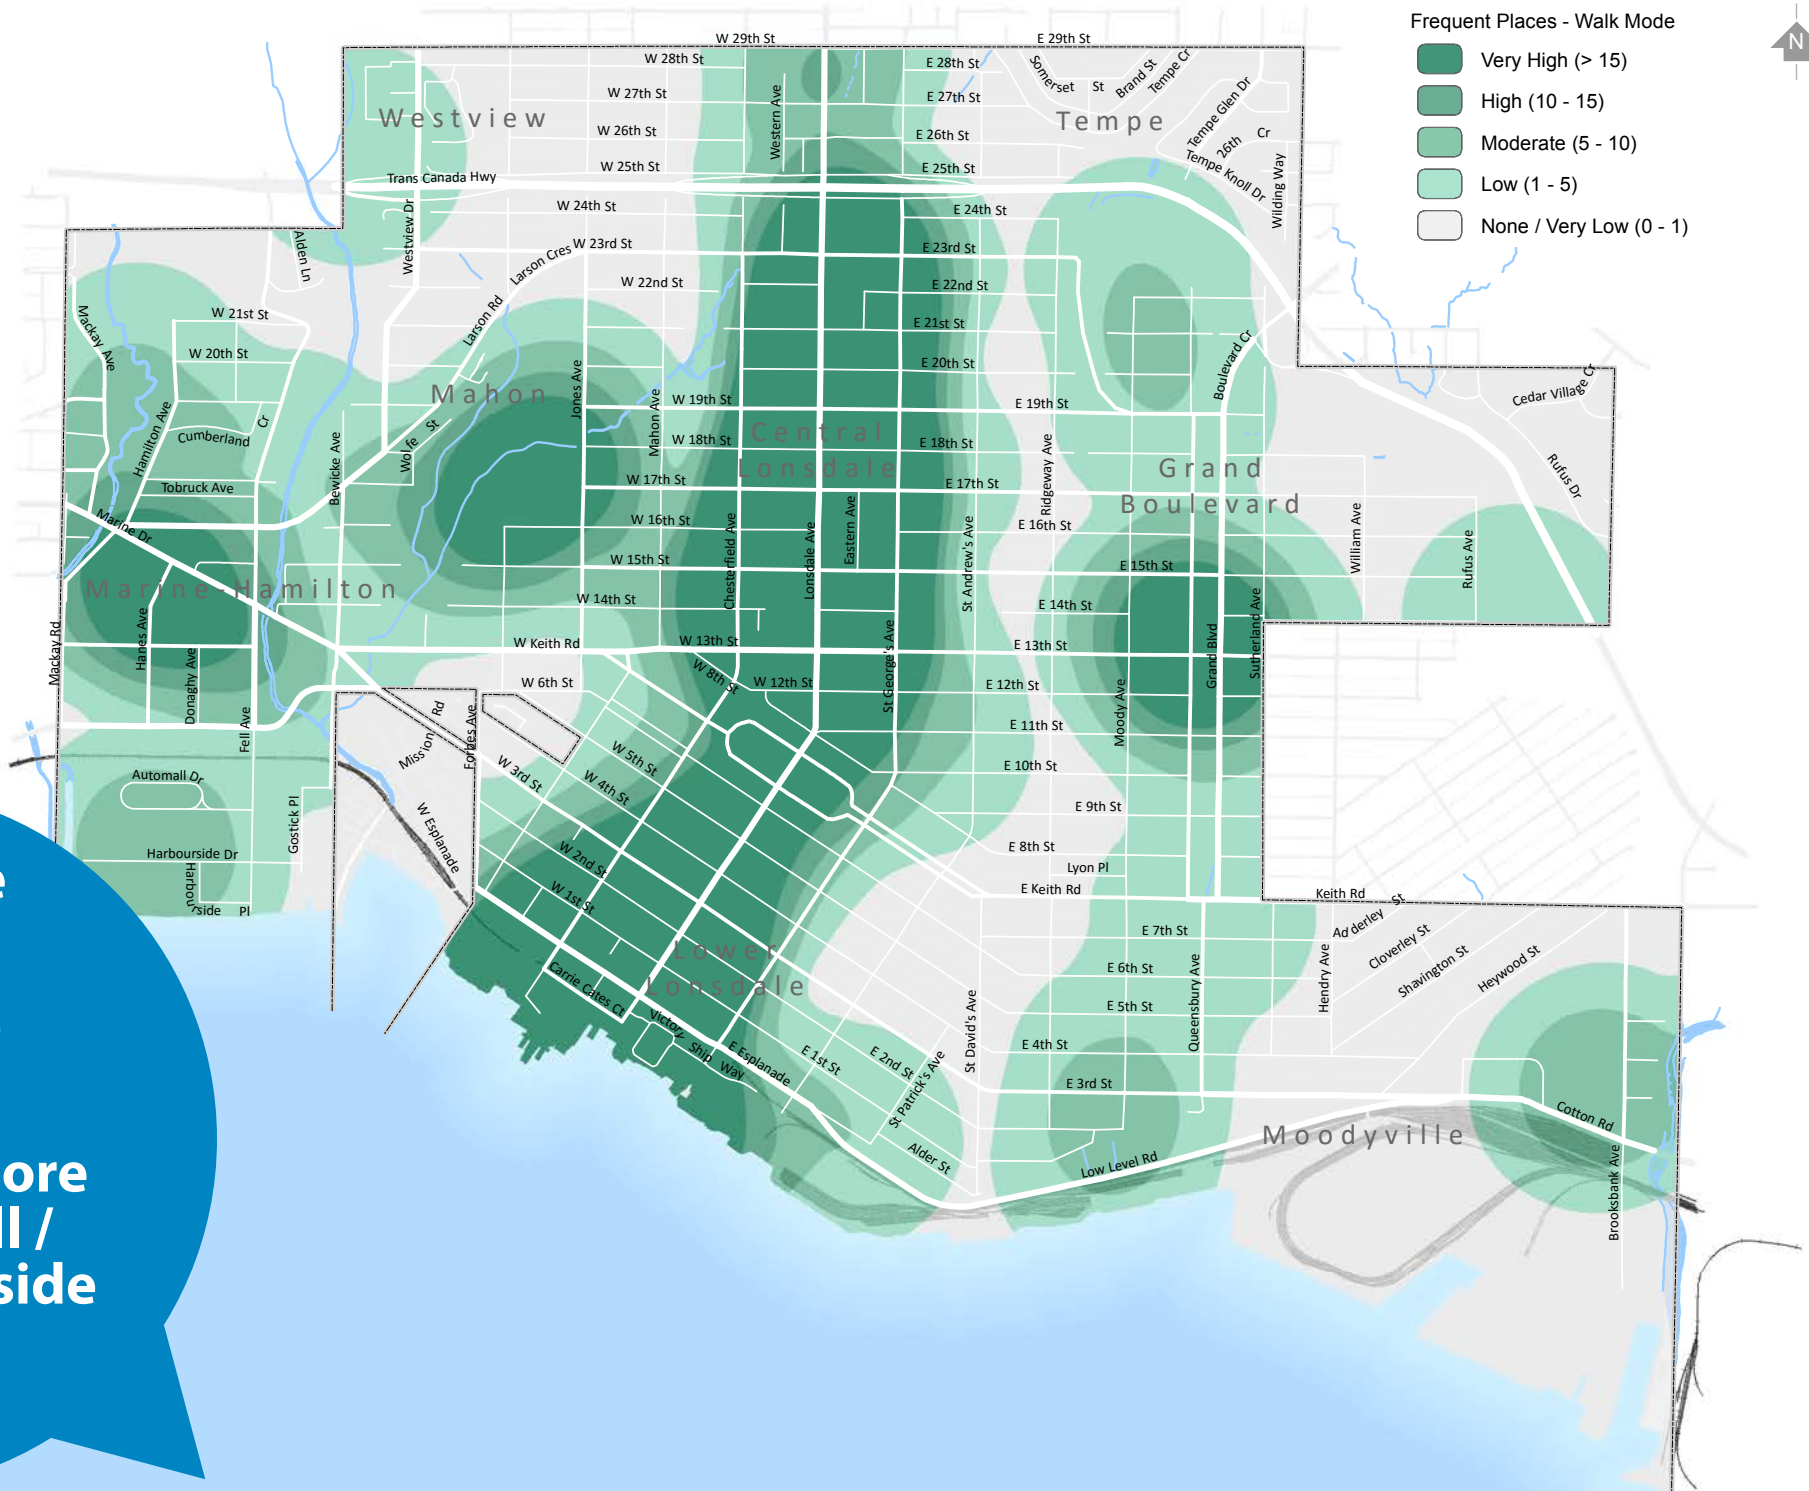 Frequent Places - Walk Mode
Very High (> 15)
High (10 - 15)
Moderate (5 - 10)
Low (1 - 5)
None / Very Low (0 - 1)
N
W 29th St
E 29th St
W 28th St
E 28th St
Somerset St
Brand St
Tempe Cr
W 27th St
E 27th St
Western Ave
Tempe Glen Dr
Westview
Tempe
W 26th St
E 26th St
26th Cr
W 25th St
E 25th St
Tempe Knoll Dr
Wilding Way
Trans Canada Hwy
W 24th St
E 24th St
Westview Dr
Alden Ln
W 23rd St
E 23rd St
Larson Cres
W 22nd St
E 22nd St
Larson Rd
Mackay Ave
W 21st St
E 21st St
W 20th St
E 20th St
Boulevard Cr
Jones Ave
Mahon
Cedar Village Cr
Mahon Ave
W 19th St
E 19th St
Hamilton Ave
Cumberland Cr
Wolfe St
Bewicke Ave
W 18th St
E 18th St
Central
Lonsdale
Ridgeway Ave
Grand
Boulevard
Rufus Dr
Tobruck Ave
W 17th St
E 17th St
Marine Dr
W 16th St
E 16th St
Chesterfield Ave
Lonsdale Ave
Eastern Ave
St Andrew's Ave
William Ave
Rufus Ave
W 15th St
E 15th St
Marine-Hamilton
W 14th St
E 14th St
Mackay Rd
Hanes Ave
Donaghy Ave
W Keith Rd
W 13th St
E 13th St
St George's Ave
Grand Blvd
Sutherland Ave
W 6th St
W 8th St
W 12th St
E 12th St
Moody Ave
Fell Ave
Mission Rd
Forbes Ave
E 11th St
W 5th St
E 10th St
W 3rd St
W 4th St
Automall Dr
Gostick Pl
W Esplanade
E 9th St
Harbourside Dr
W 2nd St
E 8th St
Lyon Pl
Harbourside Pl
W 1st St
E Keith Rd
Keith Rd
Adderley St
E 7th St
Cloverley St
Shavington St
Heywood St
Lower
Lonsdale
Carrie Cates Ct
E 6th St
Queensbury Ave
Hendry Ave
Victory Ship Way
E 5th St
St David's Ave
E Esplanade
E 1st St
E 2nd St
E 4th St
St Patrick's Ave
E 3rd St
Cotton Rd
Moodyville
Alder St
Low Level Rd
Brooksbank Ave
ore
ll /
side